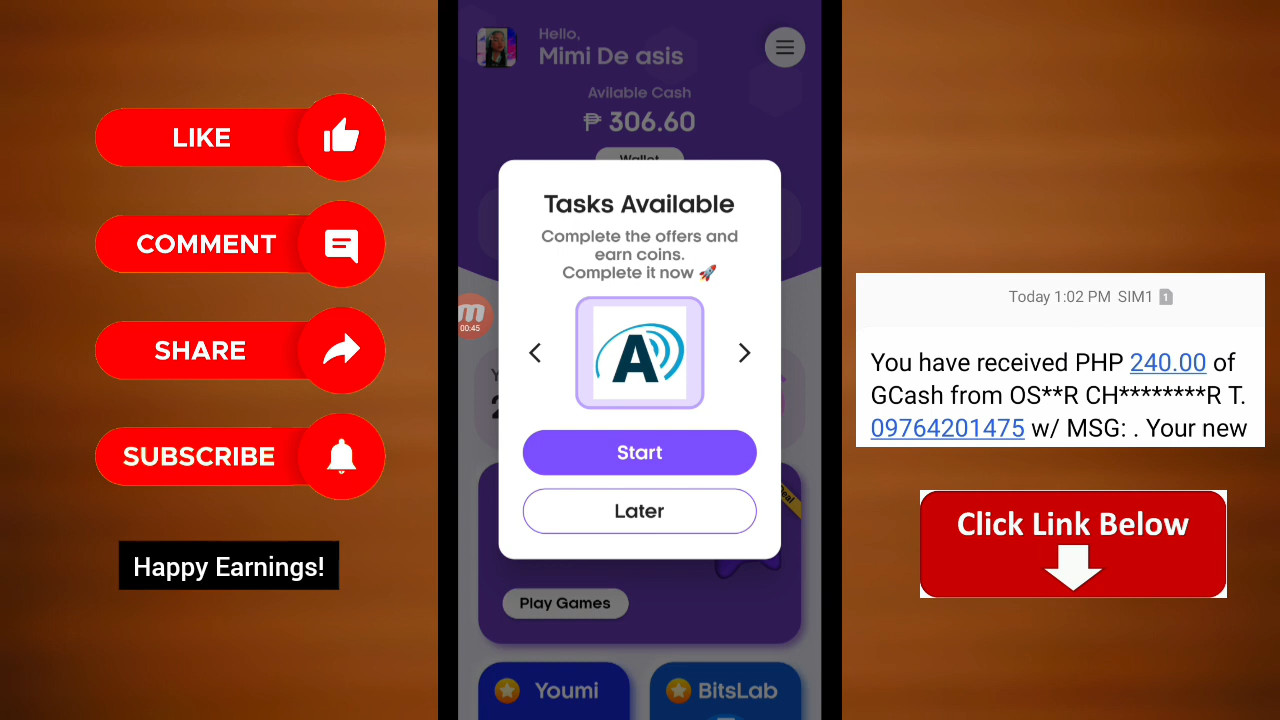 LIKE
COMMENT
SHARE
SUBSCRIBE
Happy Earnings!
Hello,
Mimi De asis
Avilable Cash
₱ 306.60
Wallet
Tasks Available
Complete the offers and
earn coins.
Complete it now 🚀
00:45
A
Start
Later
Play Games
Youmi
BitsLab
Today 1:02 PM SIM1 1
You have received PHP 240.00 of
GCash from OS**R CH********R T.
09764201475 w/ MSG: . Your new
Click Link Below